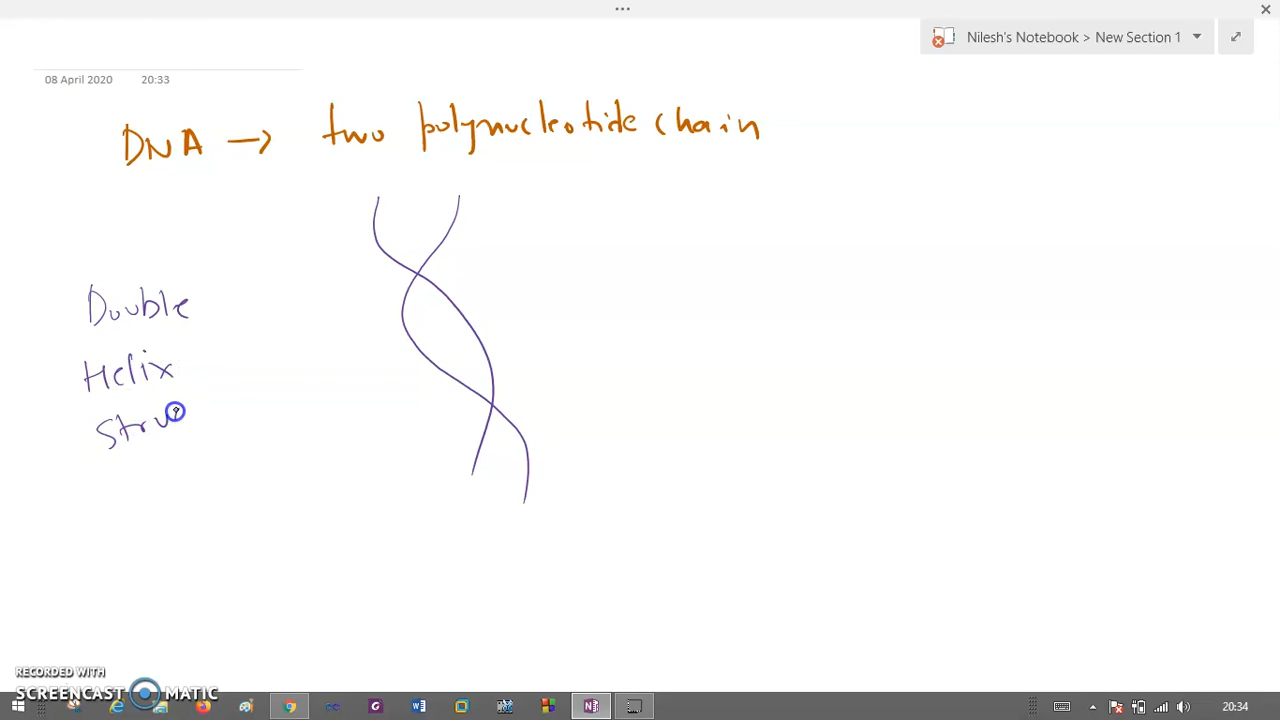 Nilesh's Notebook > New Section 1
08 April 2020 20:33
DNA → two polynucleotide chain
Double
Helix
Stru
RECORDED WITH
SCREENCAST MATIC
20:34